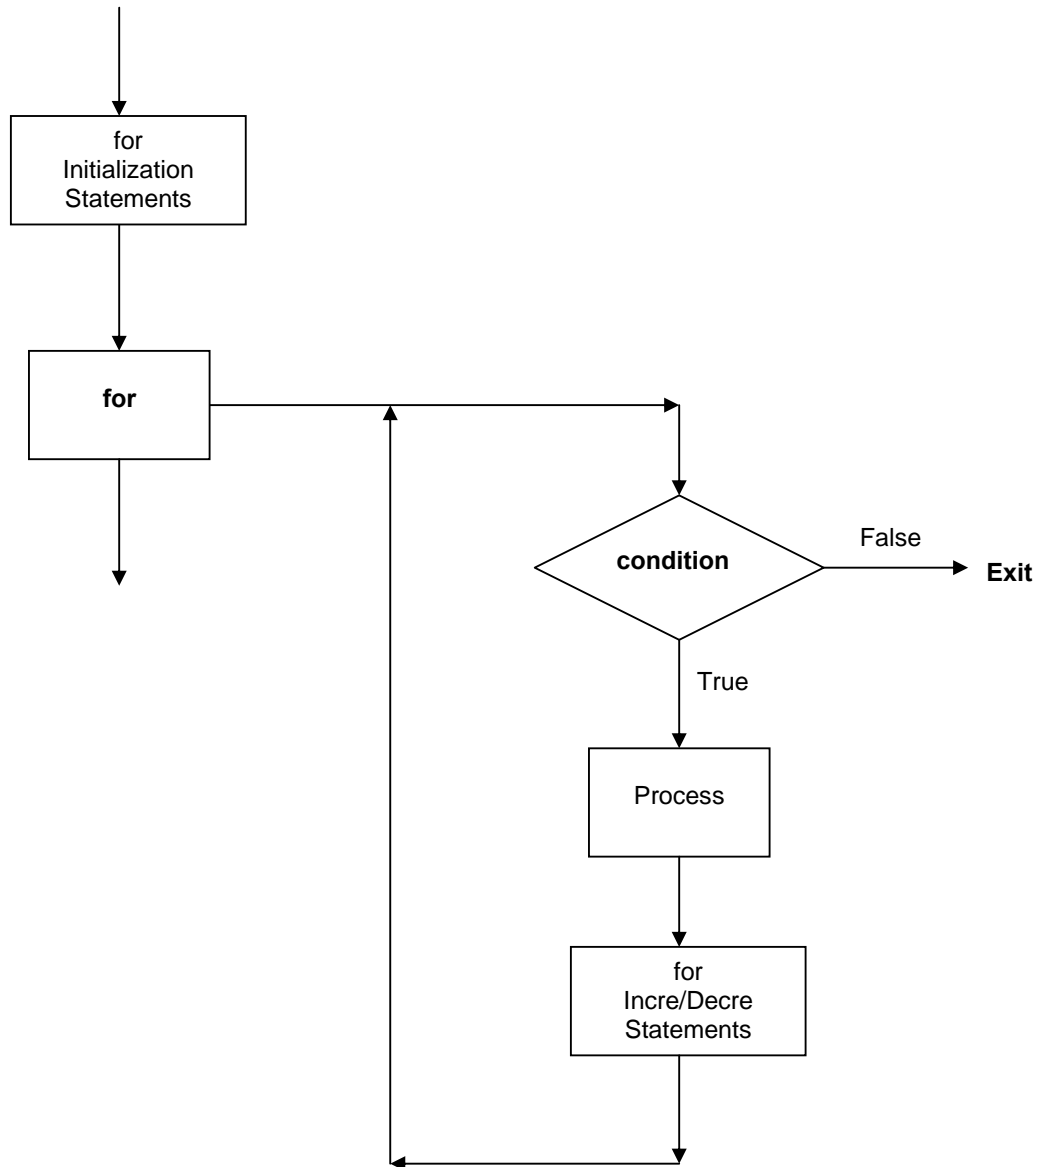 for
Initialization
Statements
for
condition
False
Exit
True
Process
for
Incre/Decre
Statements